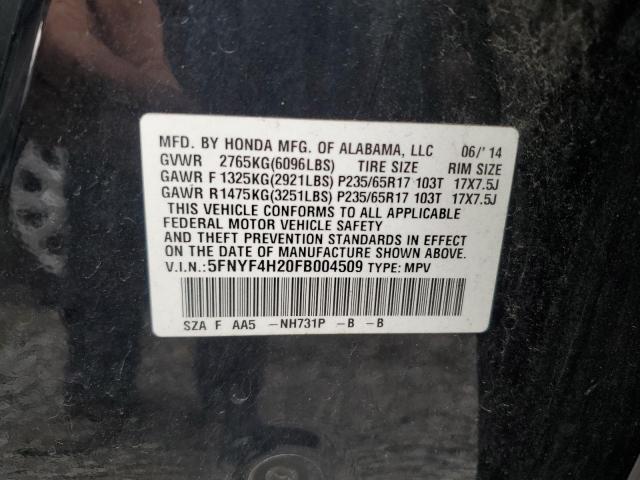 MFD. BY HONDA MFG. OF ALABAMA, LLC 06/'14
GVWR 2765KG(6096LBS) TIRE SIZE RIM SIZE
GAWR F 1325KG(2921LBS) P235/65R17 103T 17X7.5J
GAWR R 1475KG(3251LBS) P235/65R17 103T 17X7.5J
THIS VEHICLE CONFORMS TO ALL APPLICABLE
FEDERAL MOTOR VEHICLE SAFETY
AND THEFT PREVENTION STANDARDS IN EFFECT
ON THE DATE OF MANUFACTURE SHOWN ABOVE.
V.I.N.:5FNYF4H20FB004509 TYPE: MPV
SZA F AA5 -NH731P -B -B